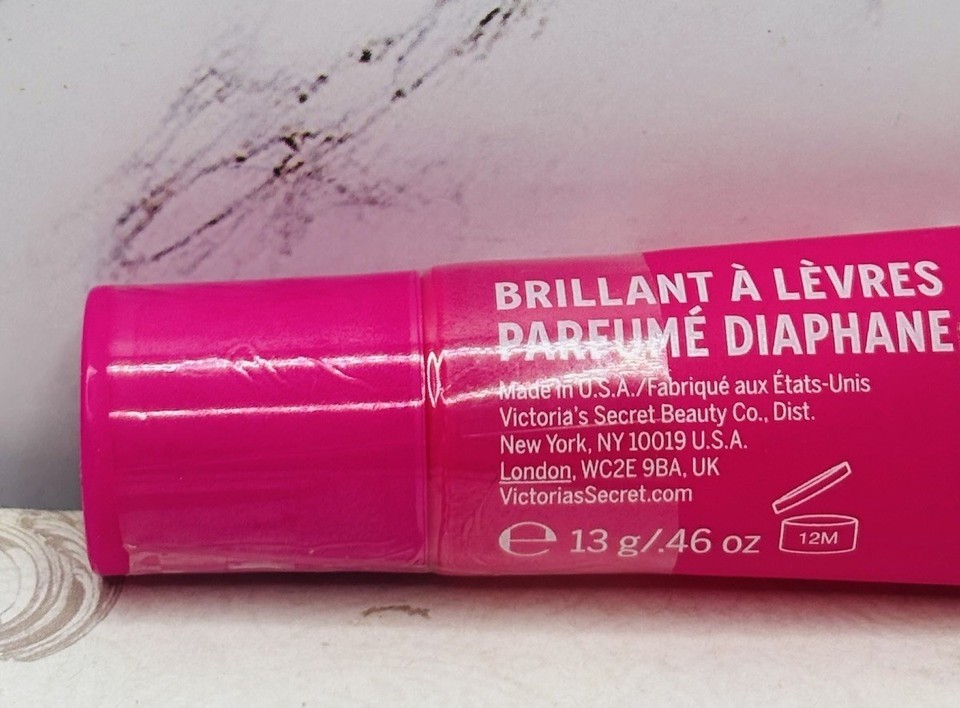 BRILLANT À LÈVRES
PARFUMÉ DIAPHANE
Made in U.S.A./Fabriqué aux États-Unis
Victoria's Secret Beauty Co., Dist.
New York, NY 10019 U.S.A.
London, WC2E 9BA, UK
VictoriasSecret.com
℮ 13 g/.46 oz
12M